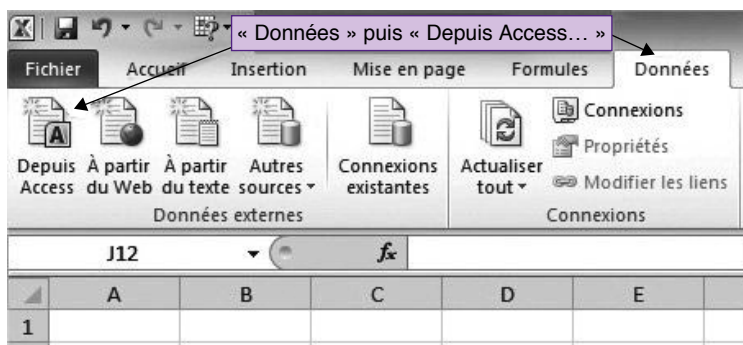 « Données » puis « Depuis Access… »
Fichier Accueil Insertion Mise en page Formules Données
Depuis Access
À partir du Web
À partir du texte
Autres sources
Connexions existantes
Actualiser tout
Connexions
Propriétés
Modifier les liens
Données externes
Connexions
J12 fx
A B C D E
1